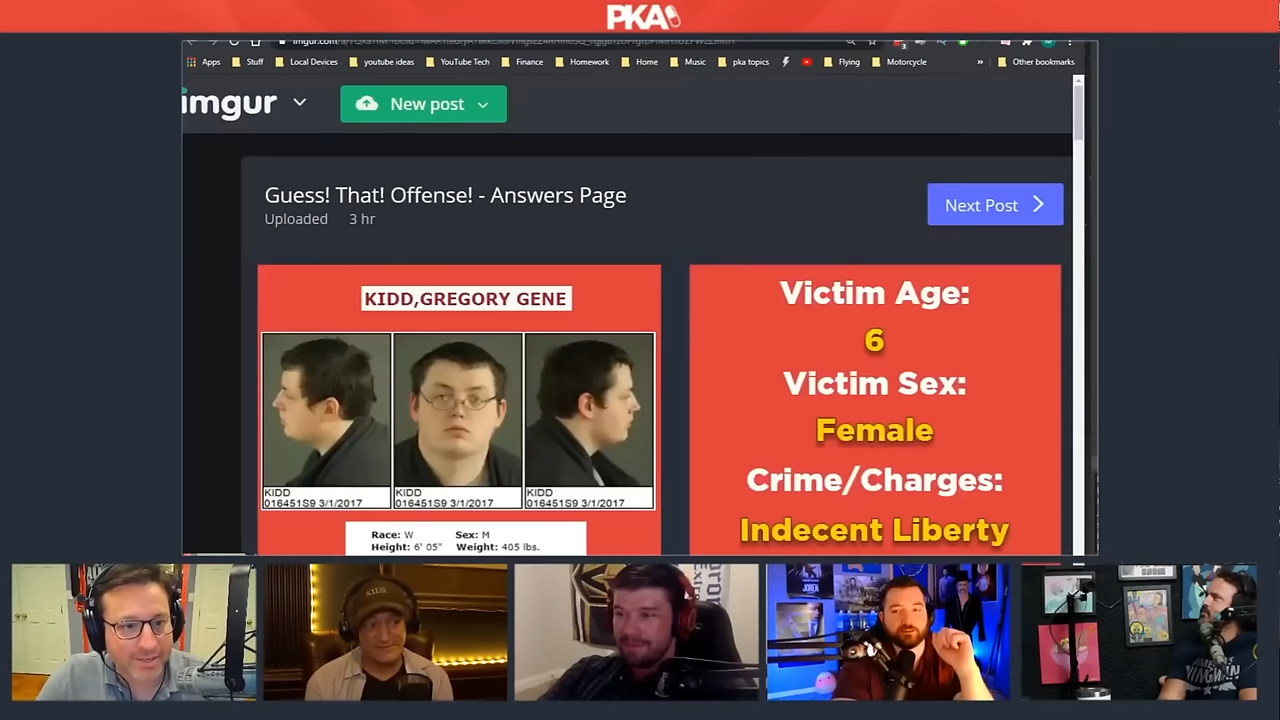 PKA
Apps Stuff Local Devices youtube ideas YouTube Tech Finance Homework Home Music pka topics Flying Motorcycle » Other bookmarks
imgur New post
Guess! That! Offense! - Answers Page
Uploaded 3 hr
Next Post
KIDD,GREGORY GENE
KIDD
016451S9 3/1/2017
KIDD
016451S9 3/1/2017
KIDD
016451S9 3/1/2017
Race: W Sex: M
Height: 6' 05" Weight: 405 lbs.
Victim Age:
6
Victim Sex:
Female
Crime/Charges:
Indecent Liberty
JOKER